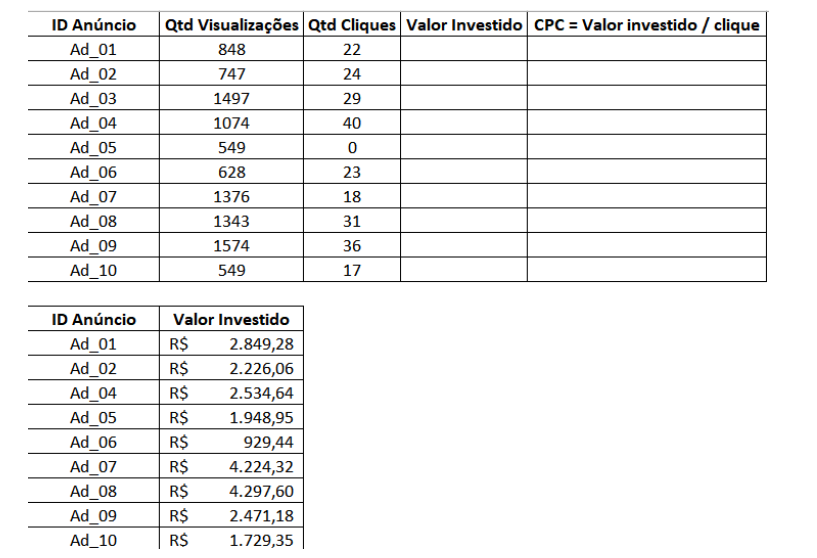 ID Anúncio Qtd Visualizações Qtd Cliques Valor Investido CPC = Valor investido / clique
Ad_01 848 22
Ad_02 747 24
Ad_03 1497 29
Ad_04 1074 40
Ad_05 549 0
Ad_06 628 23
Ad_07 1376 18
Ad_08 1343 31
Ad_09 1574 36
Ad_10 549 17
ID Anúncio Valor Investido
Ad_01 R$ 2.849,28
Ad_02 R$ 2.226,06
Ad_04 R$ 2.534,64
Ad_05 R$ 1.948,95
Ad_06 R$ 929,44
Ad_07 R$ 4.224,32
Ad_08 R$ 4.297,60
Ad_09 R$ 2.471,18
Ad_10 R$ 1.729,35